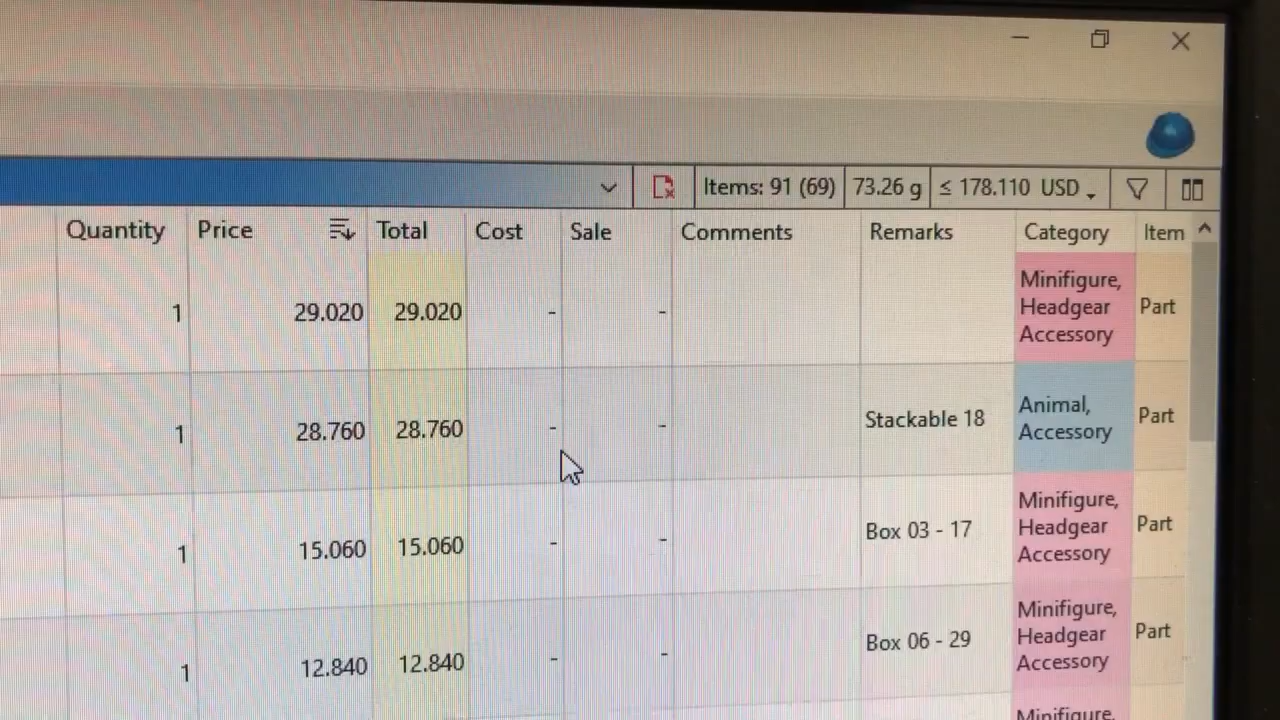 Items: 91 (69) 73.26 g ≤ 178.110 USD
Quantity Price Total Cost Sale Comments Remarks Category Item
1 29.020 29.020 - - Minifigure, Part
Headgear
Accessory
1 28.760 28.760 - - Stackable 18 Animal, Part
Accessory
1 15.060 15.060 - - Box 03 - 17 Minifigure, Part
Headgear
Accessory
1 12.840 12.840 - - Box 06 - 29 Minifigure, Part
Headgear
Accessory
Minifigure,